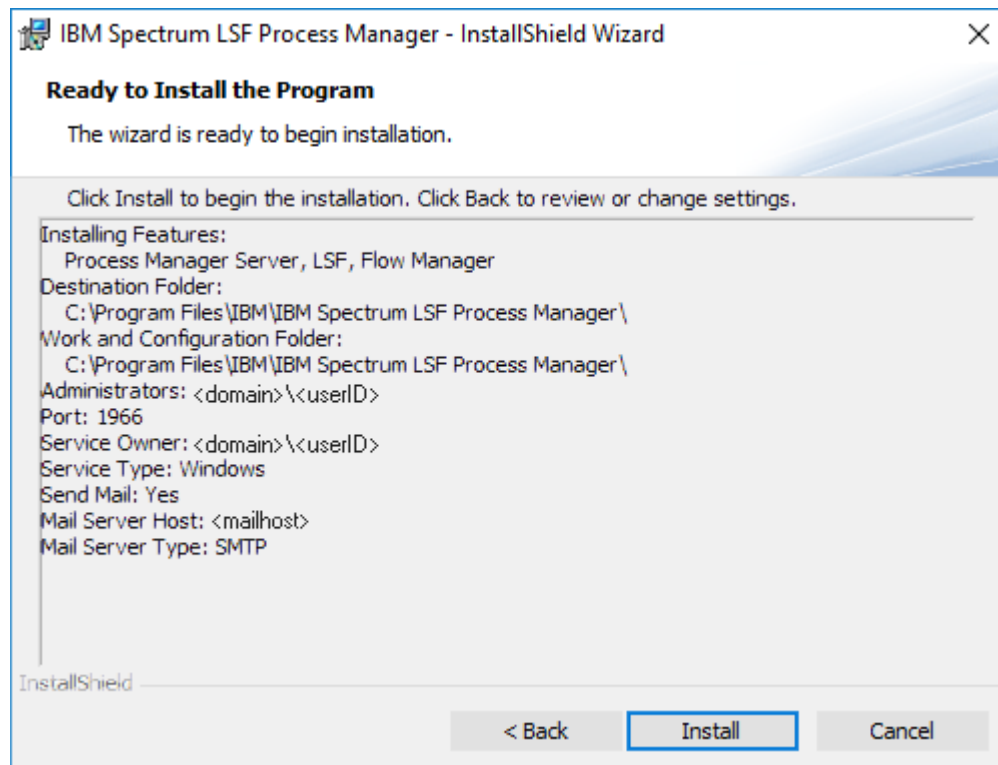 IBM Spectrum LSF Process Manager - InstallShield Wizard
Ready to Install the Program
The wizard is ready to begin installation.
Click Install to begin the installation. Click Back to review or change settings.
Installing Features:
Process Manager Server, LSF, Flow Manager
Destination Folder:
C:\Program Files\IBM\IBM Spectrum LSF Process Manager\
Work and Configuration Folder:
C:\Program Files\IBM\IBM Spectrum LSF Process Manager\
Administrators: <domain>\<userID>
Port: 1966
Service Owner: <domain>\<userID>
Service Type: Windows
Send Mail: Yes
Mail Server Host: <mailhost>
Mail Server Type: SMTP
InstallShield
< Back Install Cancel